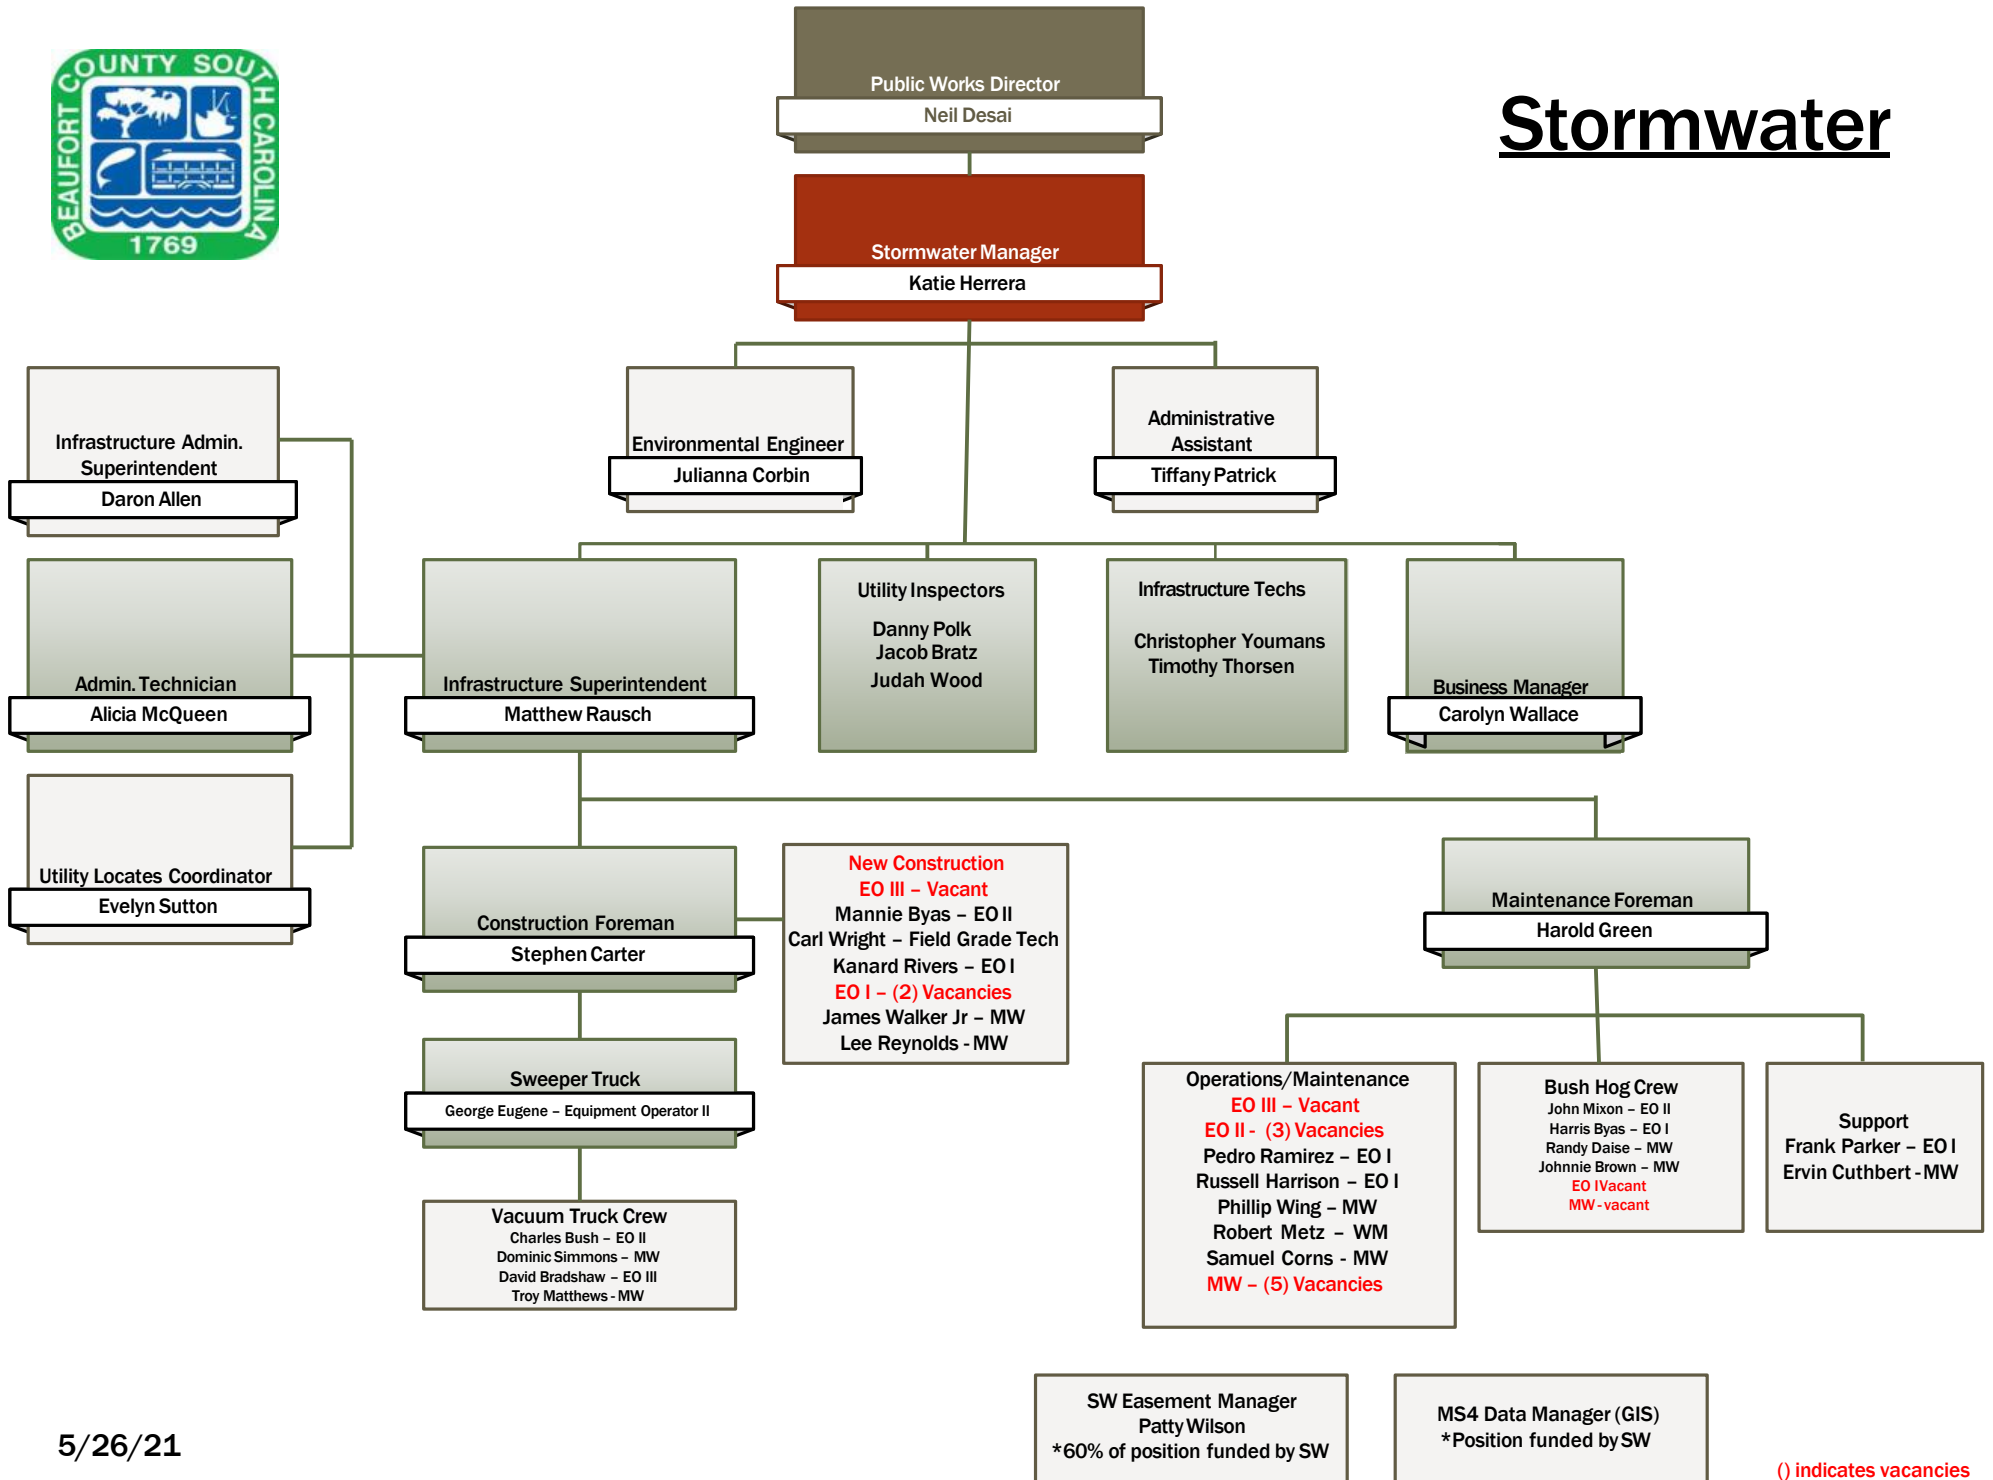 BEAUFORT COUNTY SOUTH CAROLINA
1769
Stormwater
Public Works Director
Neil Desai
Stormwater Manager
Katie Herrera
Environmental Engineer
Julianna Corbin
Administrative
Assistant
Tiffany Patrick
Infrastructure Admin.
Superintendent
Daron Allen
Admin. Technician
Alicia McQueen
Utility Locates Coordinator
Evelyn Sutton
Infrastructure Superintendent
Matthew Rausch
Utility Inspectors
Danny Polk
Jacob Bratz
Judah Wood
Infrastructure Techs
Christopher Youmans
Timothy Thorsen
Business Manager
Carolyn Wallace
Construction Foreman
Stephen Carter
New Construction
EO III – Vacant
Mannie Byas – EO II
Carl Wright – Field Grade Tech
Kanard Rivers – EO I
EO I – (2) Vacancies
James Walker Jr – MW
Lee Reynolds - MW
Sweeper Truck
George Eugene – Equipment Operator II
Vacuum Truck Crew
Charles Bush – EO II
Dominic Simmons – MW
David Bradshaw – EO III
Troy Matthews - MW
Maintenance Foreman
Harold Green
Operations/Maintenance
EO III – Vacant
EO II - (3) Vacancies
Pedro Ramirez – EO I
Russell Harrison – EO I
Phillip Wing – MW
Robert Metz – WM
Samuel Corns - MW
MW – (5) Vacancies
Bush Hog Crew
John Mixon – EO II
Harris Byas – EO I
Randy Daise – MW
Johnnie Brown – MW
EO I Vacant
MW - vacant
Support
Frank Parker – EO I
Ervin Cuthbert - MW
SW Easement Manager
Patty Wilson
*60% of position funded by SW
MS4 Data Manager (GIS)
*Position funded by SW
5/26/21
() indicates vacancies